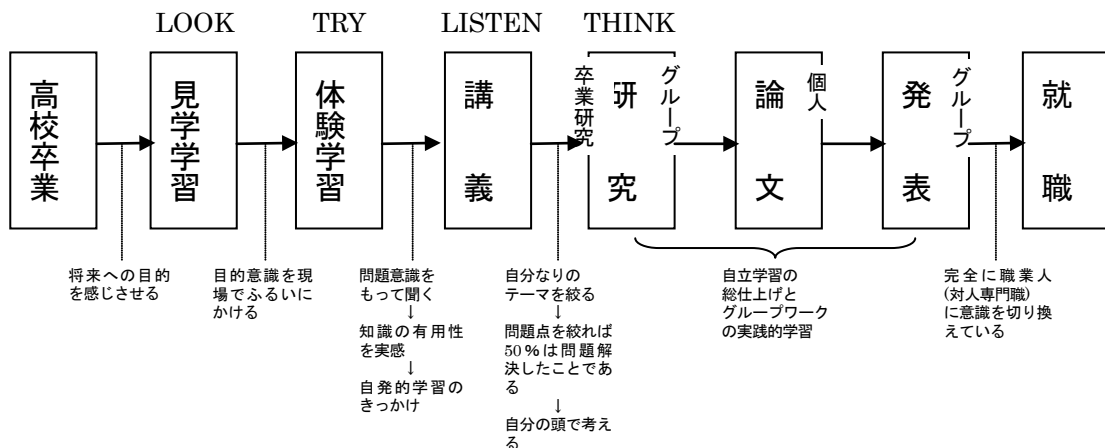 LOOK
TRY
LISTEN
THINK
高校卒業
見学学習
体験学習
講義
卒業研究
研究
グループ
論文
個人
発表
グループ
就職
将来への目的
を感じさせる
目的意識を現
場でふるいに
かける
問題意識を
もって聞く
↓
知識の有用性
を実感
↓
自発的学習の
きっかけ
自分なりの
テーマを絞る
↓
問題点を絞れば
50%は問題解
決したことであ
る
↓
自分の頭で考え
る
自立学習の
総仕上げと
グループワーク
の実践的学習
完全に職業人
(対人専門職)
に意識を切り換
えている